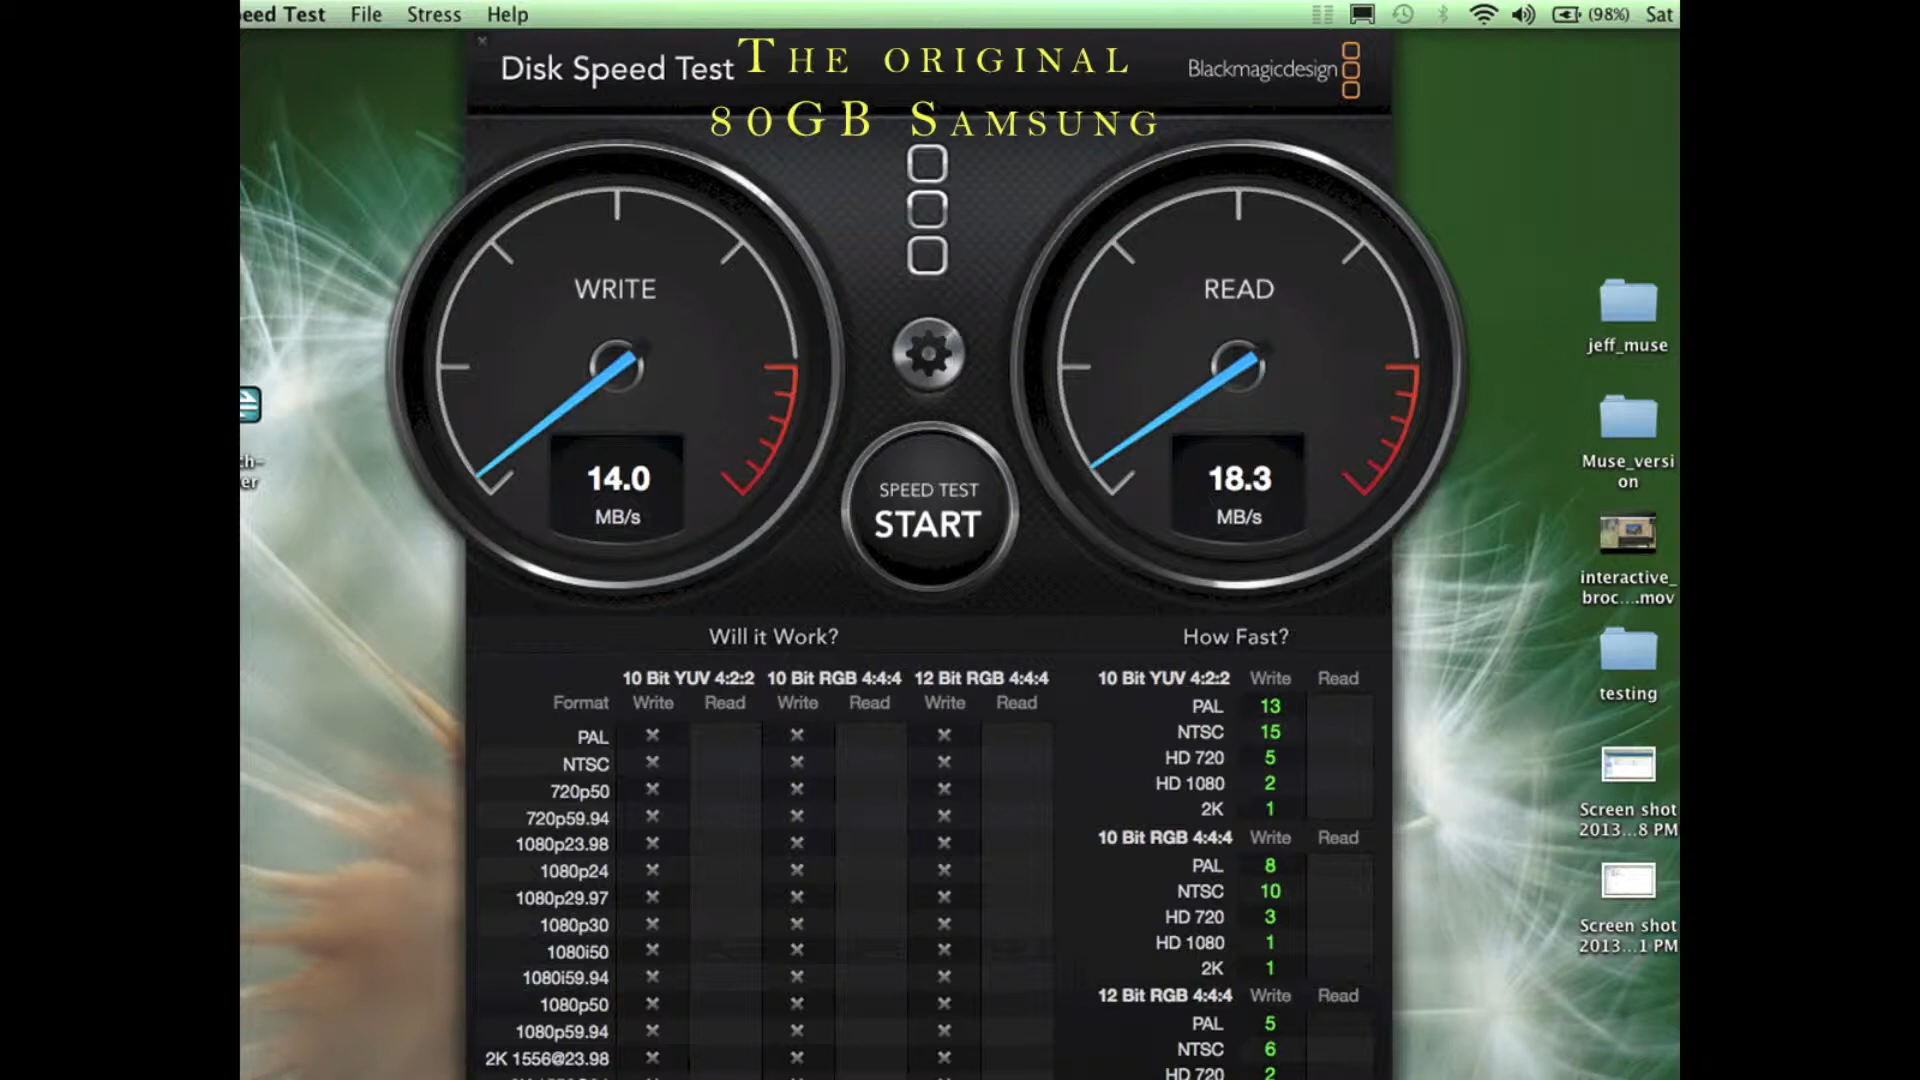 eed Test File Stress Help (98%) Sat
Disk Speed Test
THE ORIGINAL
80GB SAMSUNG
Blackmagicdesign
WRITE
14.0
MB/s
SPEED TEST
START
READ
18.3
MB/s
jeff_muse
Muse_versi
on
interactive_
broc....mov
testing
Screen shot
2013...8 PM
Screen shot
2013...1 PM
ch-
er
Will it Work?
10 Bit YUV 4:2:2 10 Bit RGB 4:4:4 12 Bit RGB 4:4:4
Format Write Read Write Read Write Read
PAL
NTSC
720p50
720p59.94
1080p23.98
1080p24
1080p29.97
1080p30
1080i50
1080i59.94
1080p50
1080p59.94
2K 1556@23.98
How Fast?
10 Bit YUV 4:2:2 Write Read
PAL 13
NTSC 15
HD 720 5
HD 1080 2
2K 1
10 Bit RGB 4:4:4 Write Read
PAL 8
NTSC 10
HD 720 3
HD 1080 1
2K 1
12 Bit RGB 4:4:4 Write Read
PAL 5
NTSC 6
HD 720 2